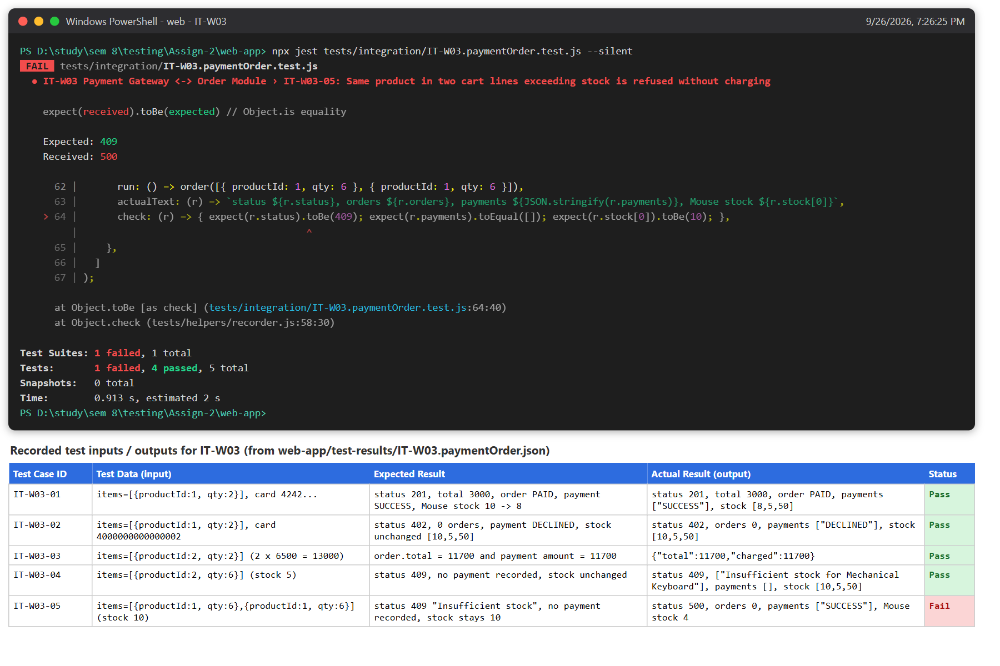 Windows PowerShell - web - IT-W03
9/26/2026, 7:26:25 PM
PS D:\study\sem 8\testing\Assign-2\web-app> npx jest tests/integration/IT-W03.paymentOrder.test.js --silent
FAIL tests/integration/IT-W03.paymentOrder.test.js
● IT-W03 Payment Gateway <-> Order Module › IT-W03-05: Same product in two cart lines exceeding stock is refused without charging
expect(received).toBe(expected) // Object.is equality
Expected: 409
Received: 500
62 |       run: () => order([{ productId: 1, qty: 6 }, { productId: 1, qty: 6 }]),
63 |       actualText: (r) => `status ${r.status}, orders ${r.orders}, payments ${JSON.stringify(r.payments)}, Mouse stock ${r.stock[0]}`,
> 64 |       check: (r) => { expect(r.status).toBe(409); expect(r.payments).toEqual([]); expect(r.stock[0]).toBe(10); },
|                                         ^
65 |     },
66 |   ]
67 | );
at Object.toBe [as check] (tests/integration/IT-W03.paymentOrder.test.js:64:40)
at Object.check (tests/helpers/recorder.js:58:30)
Test Suites: 1 failed, 1 total
Tests:       1 failed, 4 passed, 5 total
Snapshots:   0 total
Time:        0.913 s, estimated 2 s
PS D:\study\sem 8\testing\Assign-2\web-app>
Recorded test inputs / outputs for IT-W03 (from web-app/test-results/IT-W03.paymentOrder.json)
Test Case ID | Test Data (input) | Expected Result | Actual Result (output) | Status
IT-W03-01
items=[{productId:1, qty:2}], card 4242...
status 201, total 3000, order PAID, payment
SUCCESS, Mouse stock 10 -> 8
status 201, total 3000, order PAID, payments
["SUCCESS"], stock [8,5,50]
Pass
IT-W03-02
items=[{productId:1, qty:2}], card
4000000000000002
status 402, 0 orders, payment DECLINED, stock
unchanged [10,5,50]
status 402, orders 0, payments ["DECLINED"], stock
[10,5,50]
Pass
IT-W03-03
items=[{productId:2, qty:2}] (2 x 6500 = 13000)
order.total = 11700 and payment amount = 11700
{"total":11700,"charged":11700}
Pass
IT-W03-04
items=[{productId:2, qty:6}] (stock 5)
status 409, no payment recorded, stock unchanged
status 409, ["Insufficient stock for Mechanical
Keyboard"], payments [], stock [10,5,50]
Pass
IT-W03-05
items=[{productId:1, qty:6},{productId:1, qty:6}]
(stock 10)
status 409 "Insufficient stock", no payment
recorded, stock stays 10
status 500, orders 0, payments ["SUCCESS"], Mouse
stock 4
Fail